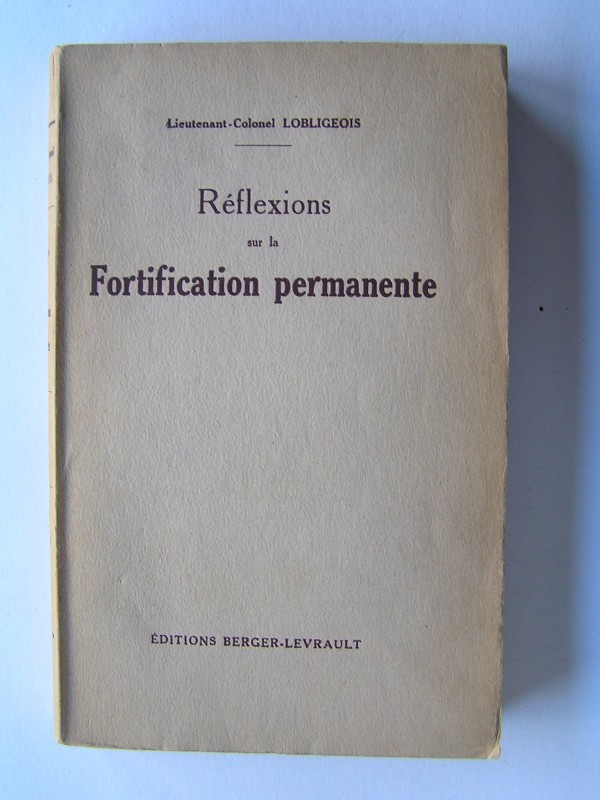 Lieutenant-Colonel LOBLIGEOIS
Réflexions
sur la
Fortification permanente
ÉDITIONS BERGER-LEVRAULT